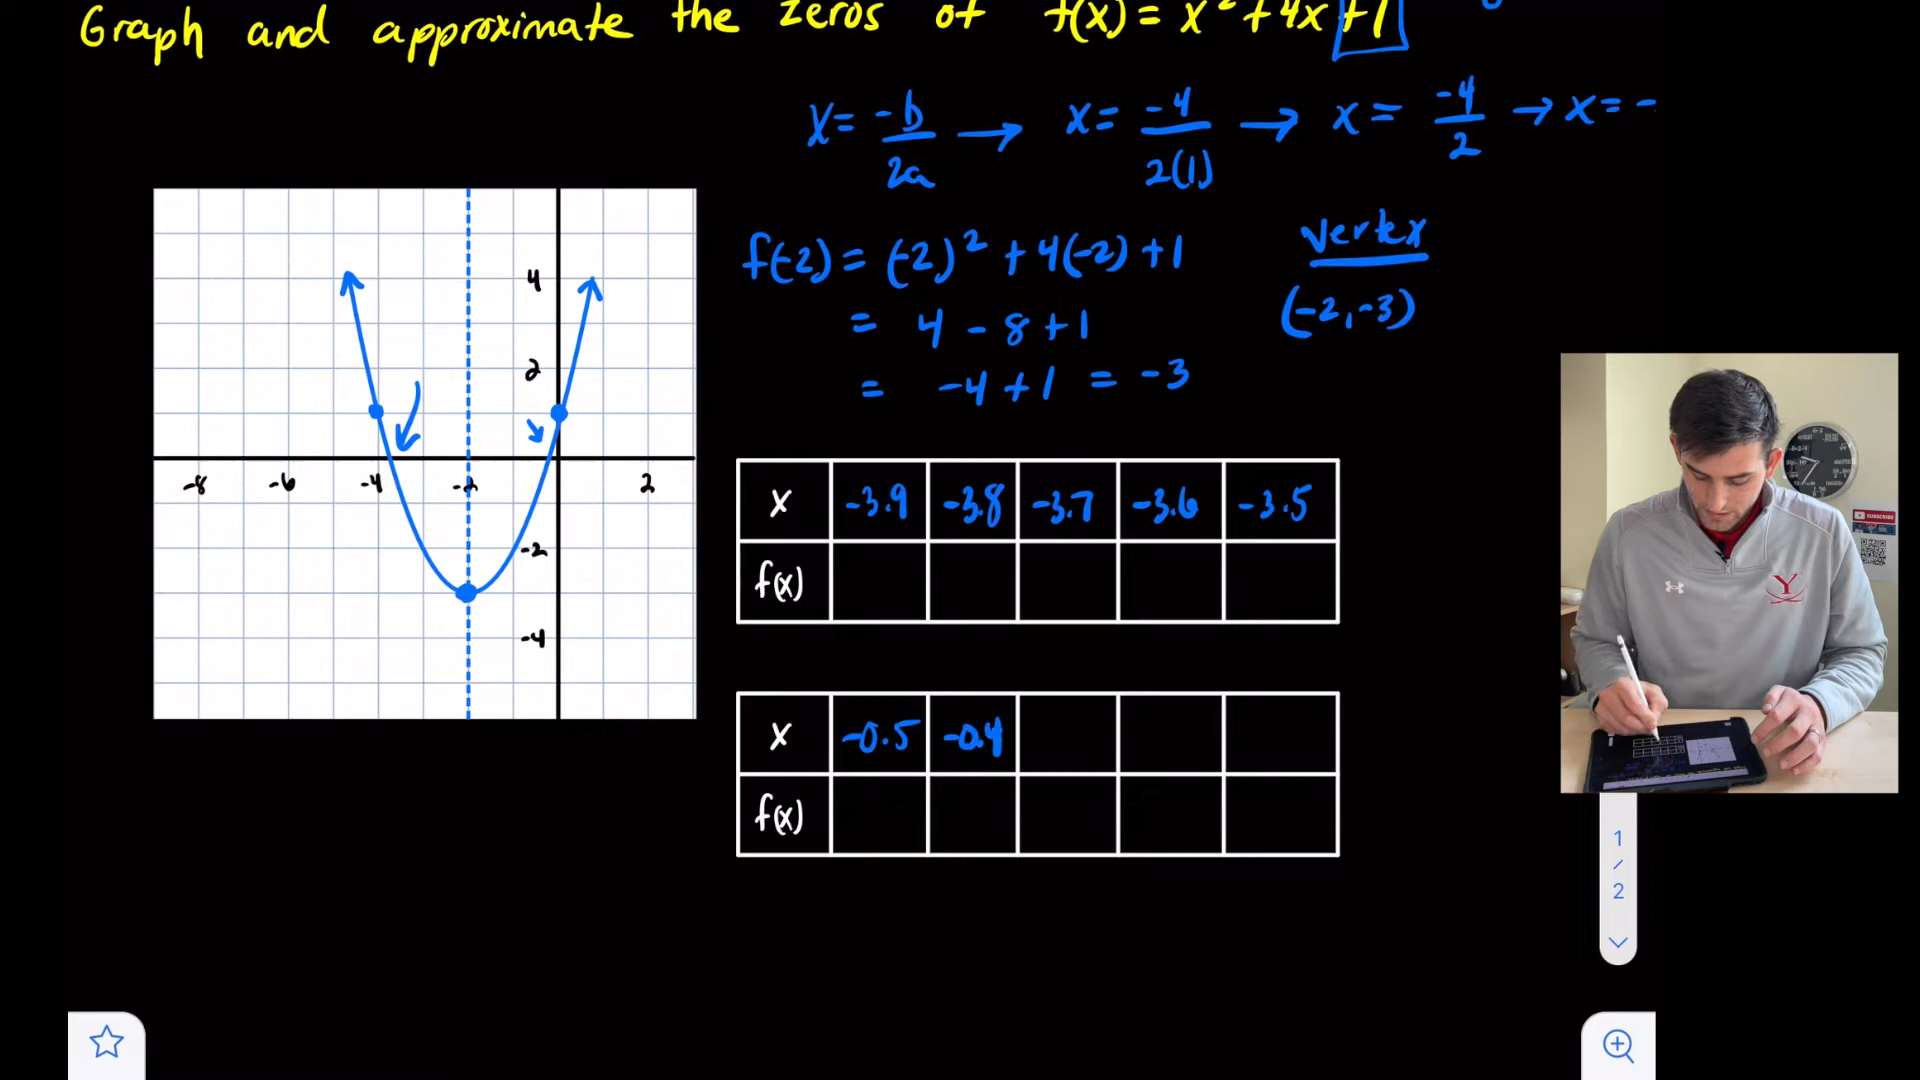 Graph and approximate the zeros of f(x) = x² + 4x + 1
x = -b/2a → x = -4/2(1) → x = -4/2 → x = -
f(-2) = (-2)² + 4(-2) + 1
= 4 - 8 + 1
= -4 + 1 = -3
vertex
(-2, -3)
4
2
-8 -6 -4 -2 2
-2
-4
x -3.9 -3.8 -3.7 -3.6 -3.5
f(x)
x -0.5 -0.4
f(x)
SUBSCRIBE
Y
1
/
2